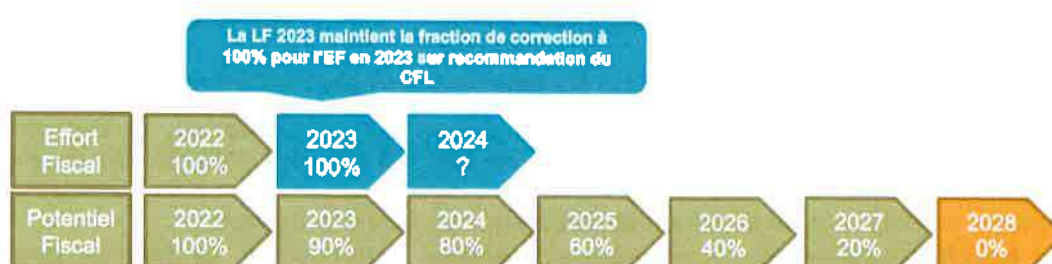 La LF 2023 maintient la fraction de correction à
100% pour l'EF en 2023 sur recommandation du
CFL
Effort
Fiscal
2022
100%
2023
100%
2024
?
Potentiel
Fiscal
2022
100%
2023
90%
2024
80%
2025
60%
2026
40%
2027
20%
2028
0%